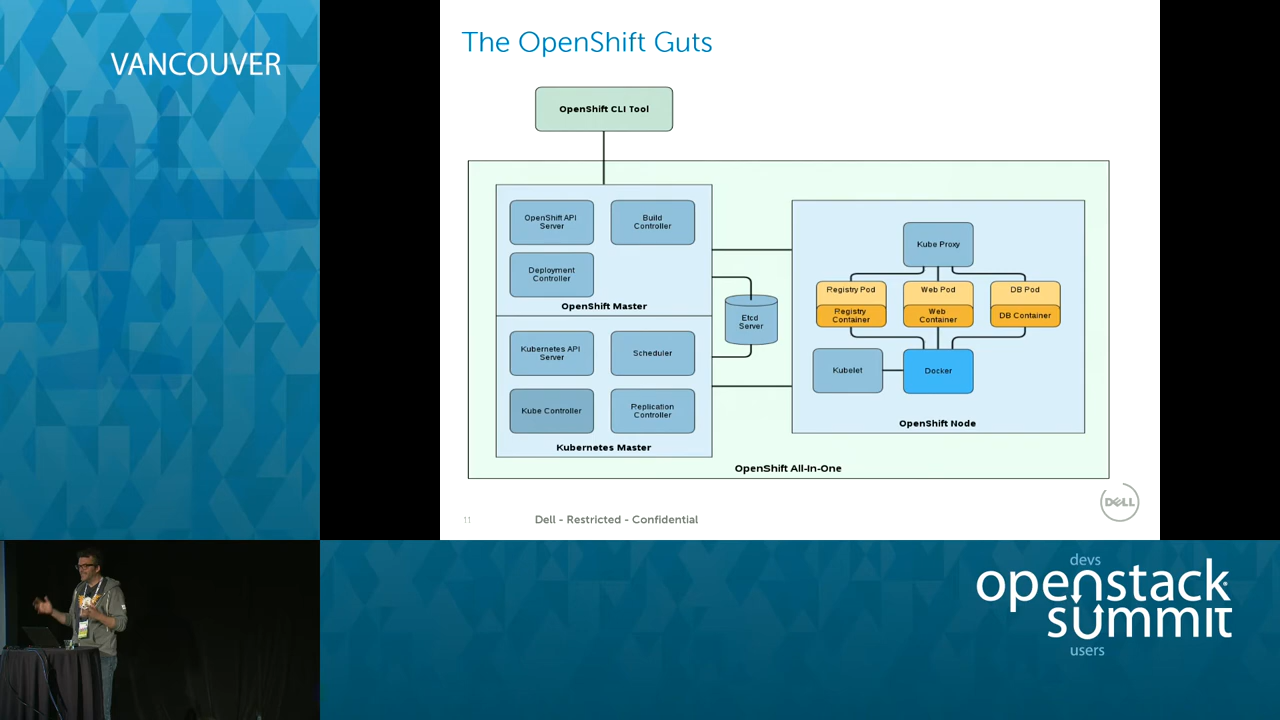 VANCOUVER
The OpenShift Guts
OpenShift CLI Tool
OpenShift API
Server
Build
Controller
Deployment
Controller
OpenShift Master
Kubernetes API
Server
Scheduler
Kube Controller
Replication
Controller
Kubernetes Master
Etcd
Server
Kube Proxy
Registry Pod
Registry
Container
Web Pod
Web
Container
DB Pod
DB Container
Kubelet
Docker
OpenShift Node
OpenShift All-In-One
11
Dell - Restricted - Confidential
DELL
devs
openstack
summit
users